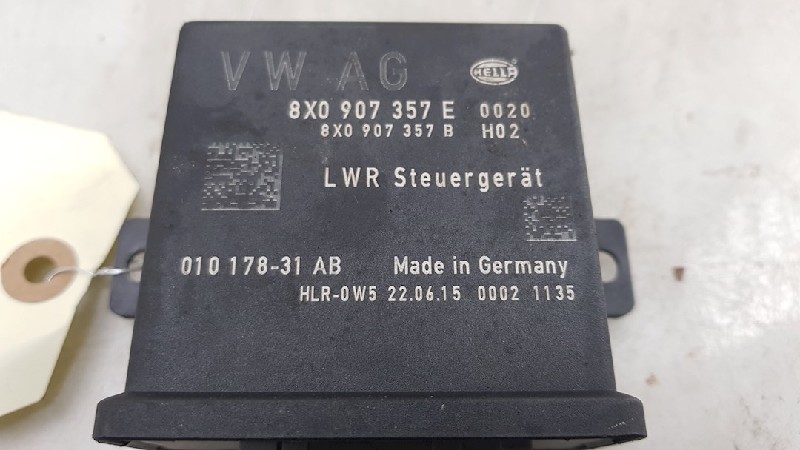 VW AG HELLA
8X0 907 357 E 0020
8X0 907 357 B H02
LWR Steuergerät
010 178-31 AB Made in Germany
HLR-0W5 22.06.15 0002 1135